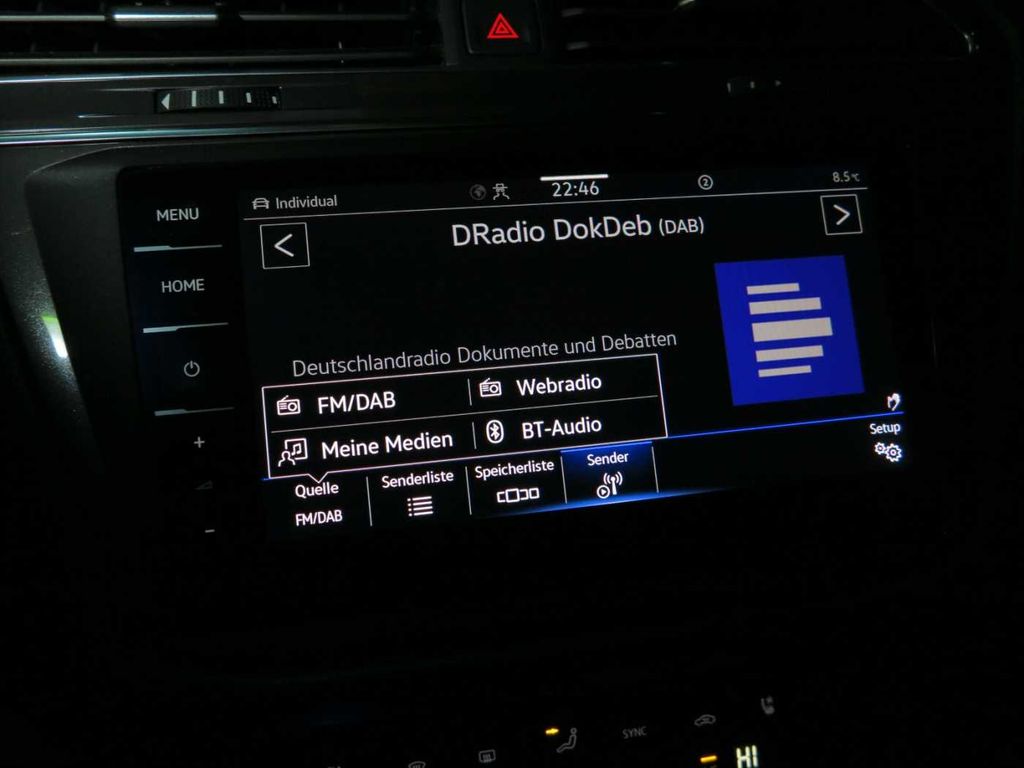 MENU
HOME
+
-
Individual
22:46
2
8.5℃
<
DRadio DokDeb (DAB)
>
Deutschlandradio Dokumente und Debatten
FM/DAB
Webradio
Meine Medien
BT-Audio
Quelle
FM/DAB
Senderliste
Speicherliste
Sender
Setup
SYNC
HI